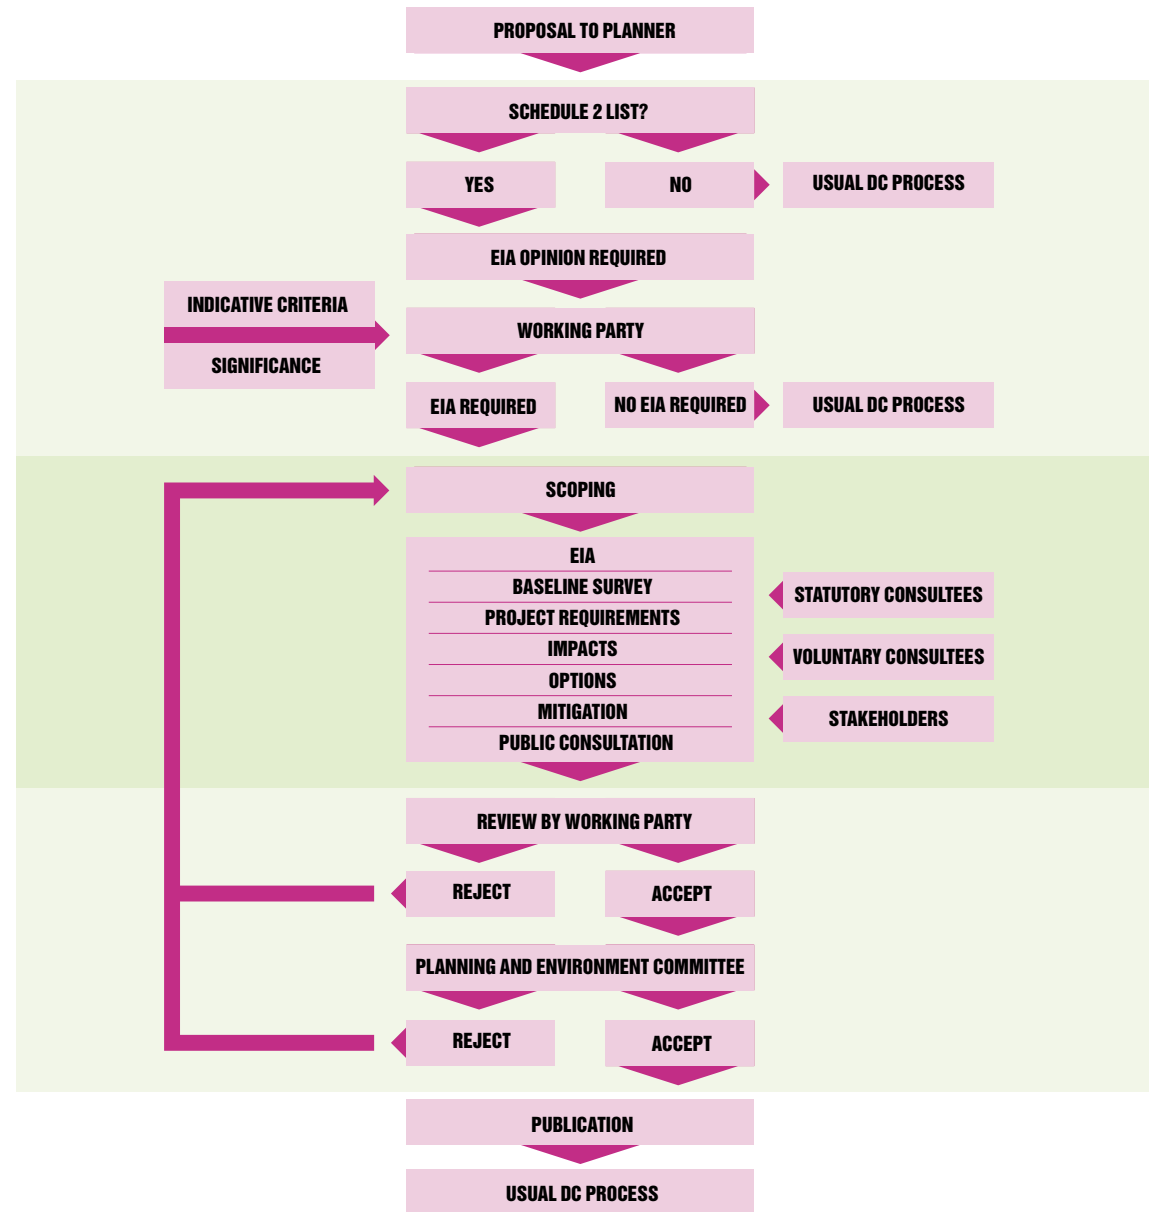 PROPOSAL TO PLANNER
SCHEDULE 2 LIST?
YES
NO
USUAL DC PROCESS
EIA OPINION REQUIRED
INDICATIVE CRITERIA
SIGNIFICANCE
WORKING PARTY
EIA REQUIRED
NO EIA REQUIRED
USUAL DC PROCESS
SCOPING
EIA
BASELINE SURVEY
PROJECT REQUIREMENTS
IMPACTS
OPTIONS
MITIGATION
PUBLIC CONSULTATION
STATUTORY CONSULTEES
VOLUNTARY CONSULTEES
STAKEHOLDERS
REVIEW BY WORKING PARTY
REJECT
ACCEPT
PLANNING AND ENVIRONMENT COMMITTEE
REJECT
ACCEPT
PUBLICATION
USUAL DC PROCESS